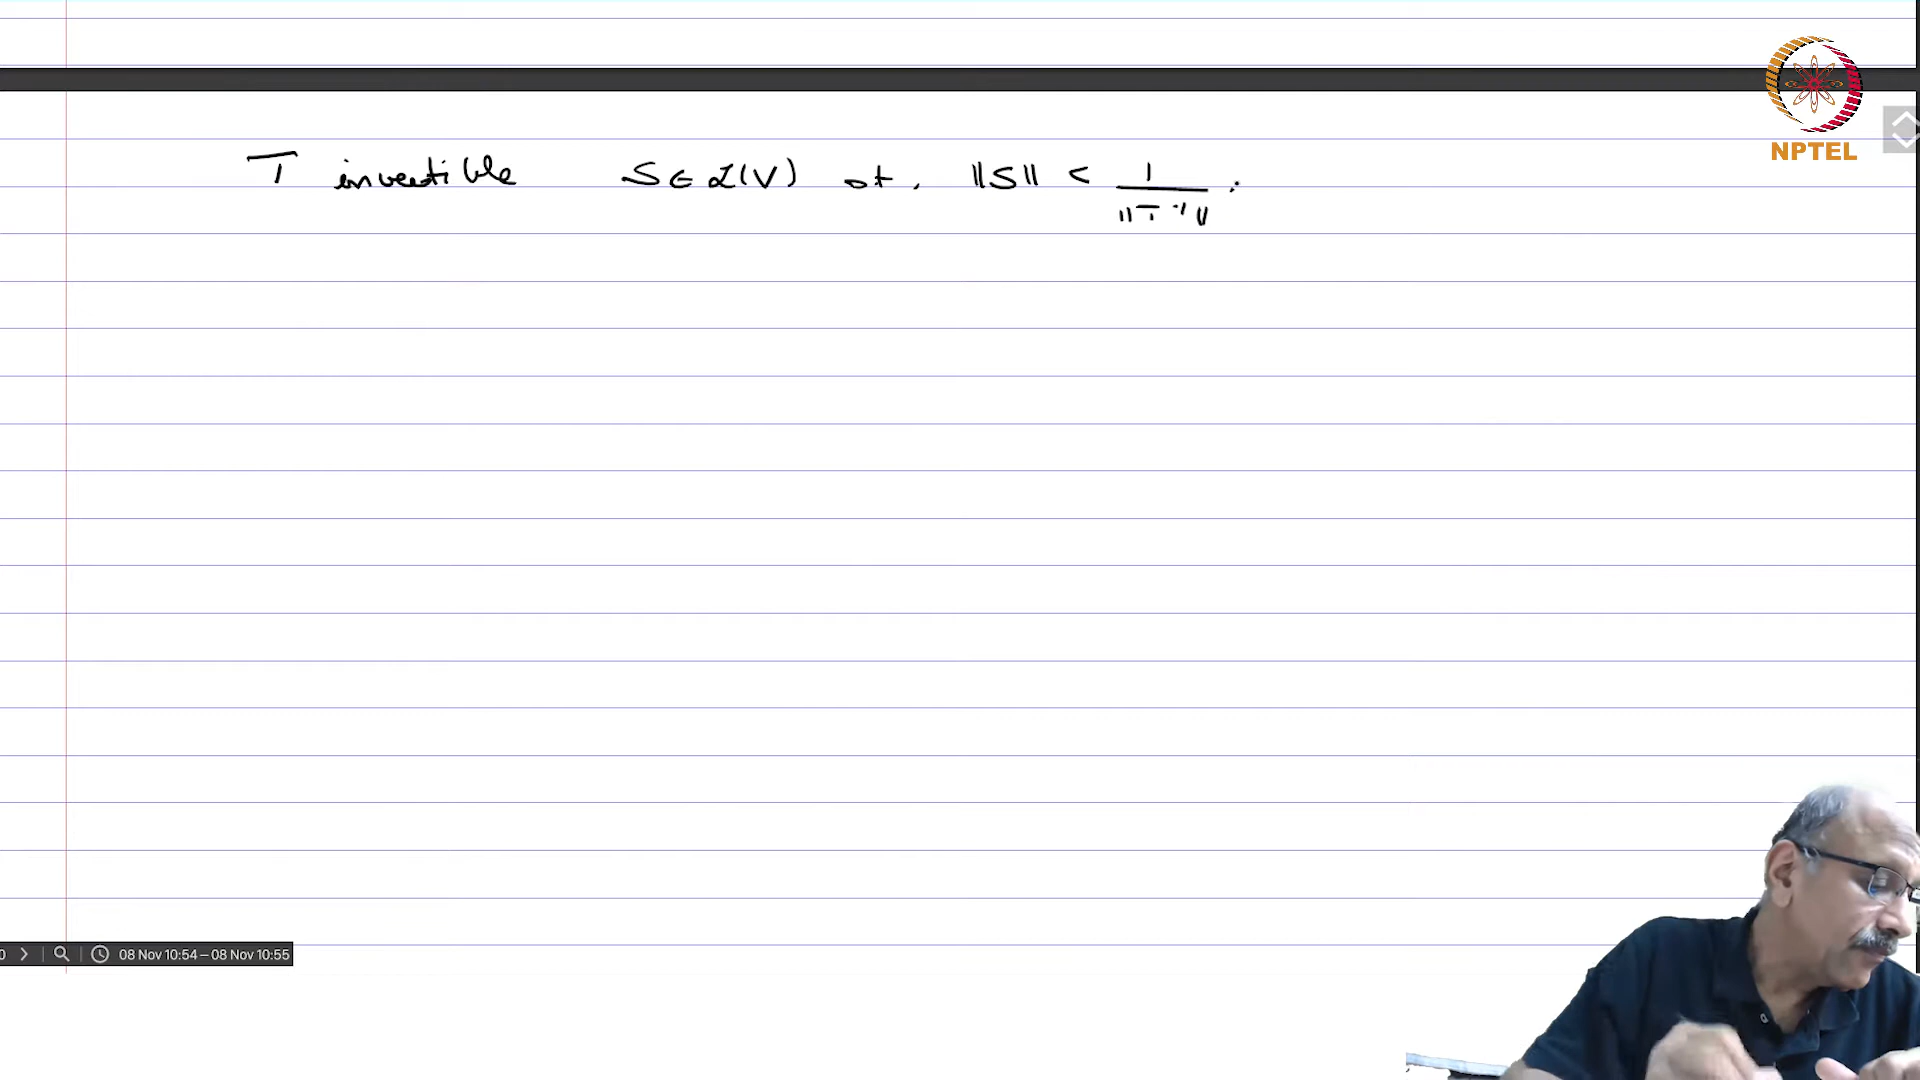 NPTEL
T invertible S ∈ L(V) st. ||S|| < 1/||T⁻¹||.
08 Nov 10:54 – 08 Nov 10:55